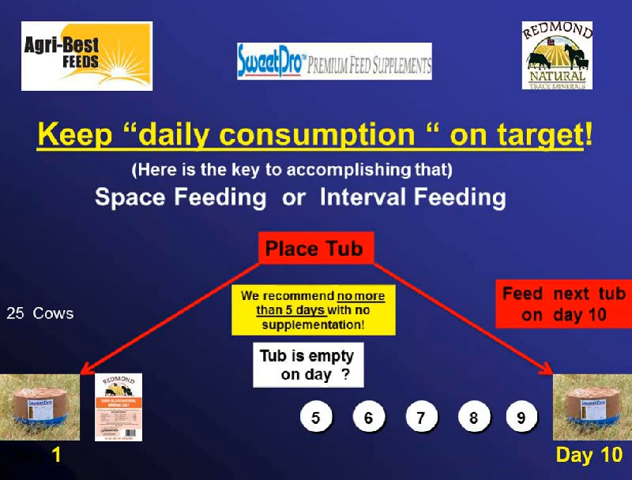 Agri-Best
FEEDS
SweetPro™ PREMIUM FEED SUPPLEMENTS
REDMOND
NATURAL
TRACE MINERALS
Keep “daily consumption “ on target!
(Here is the key to accomplishing that)
Space Feeding or Interval Feeding
Place Tub
We recommend no more
than 5 days with no
supplementation!
Feed next tub
on day 10
25 Cows
Tub is empty
on day ?
REDMOND
5 6 7 8 9
1
Day 10